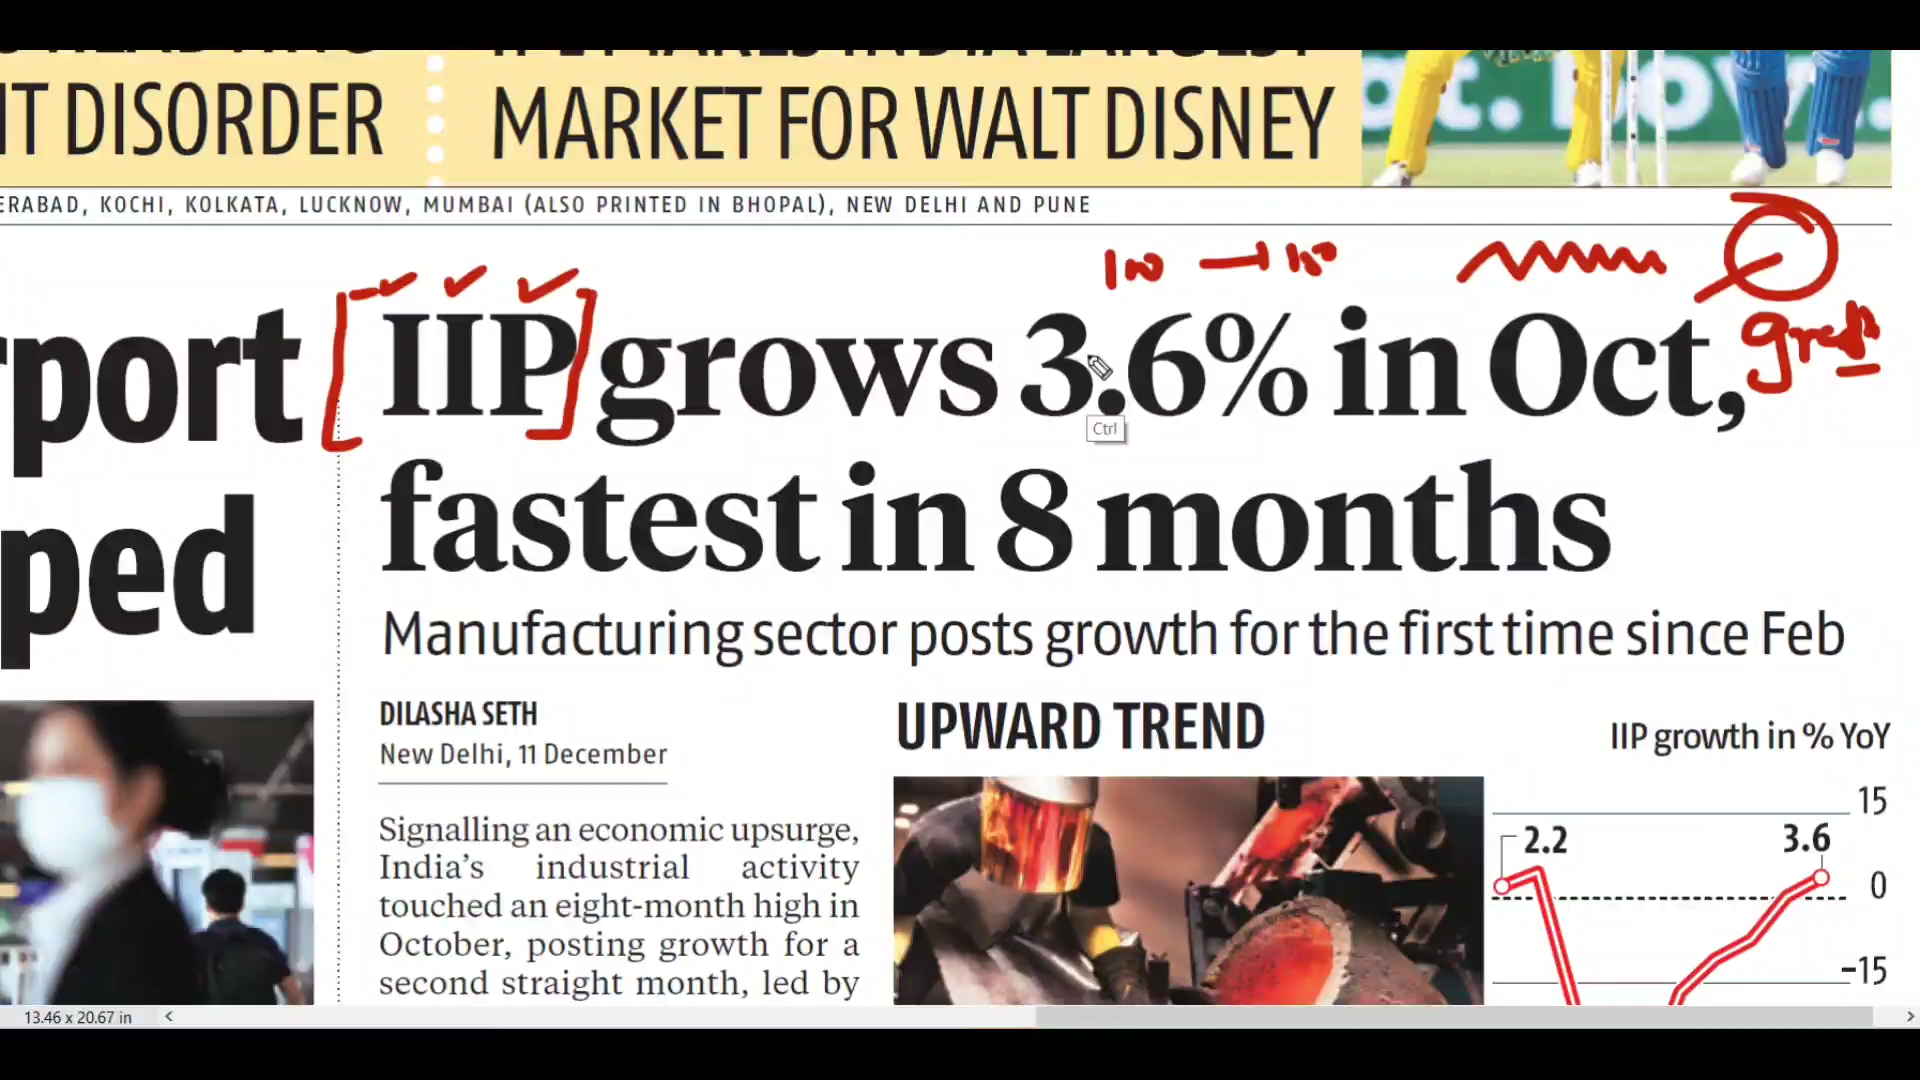 IT DISORDER
MARKET FOR WALT DISNEY
ERABAD, KOCHI, KOLKATA, LUCKNOW, MUMBAI (ALSO PRINTED IN BHOPAL), NEW DELHI AND PUNE
100
rport
ped
IIP grows 3.6% in Oct,
fastest in 8 months
Ctrl
Manufacturing sector posts growth for the first time since Feb
DILASHA SETH
New Delhi, 11 December
Signalling an economic upsurge,
India's industrial activity
touched an eight-month high in
October, posting growth for a
second straight month, led by
UPWARD TREND
IIP growth in % YoY
15
2.2
3.6
0
-15
13.46 x 20.67 in